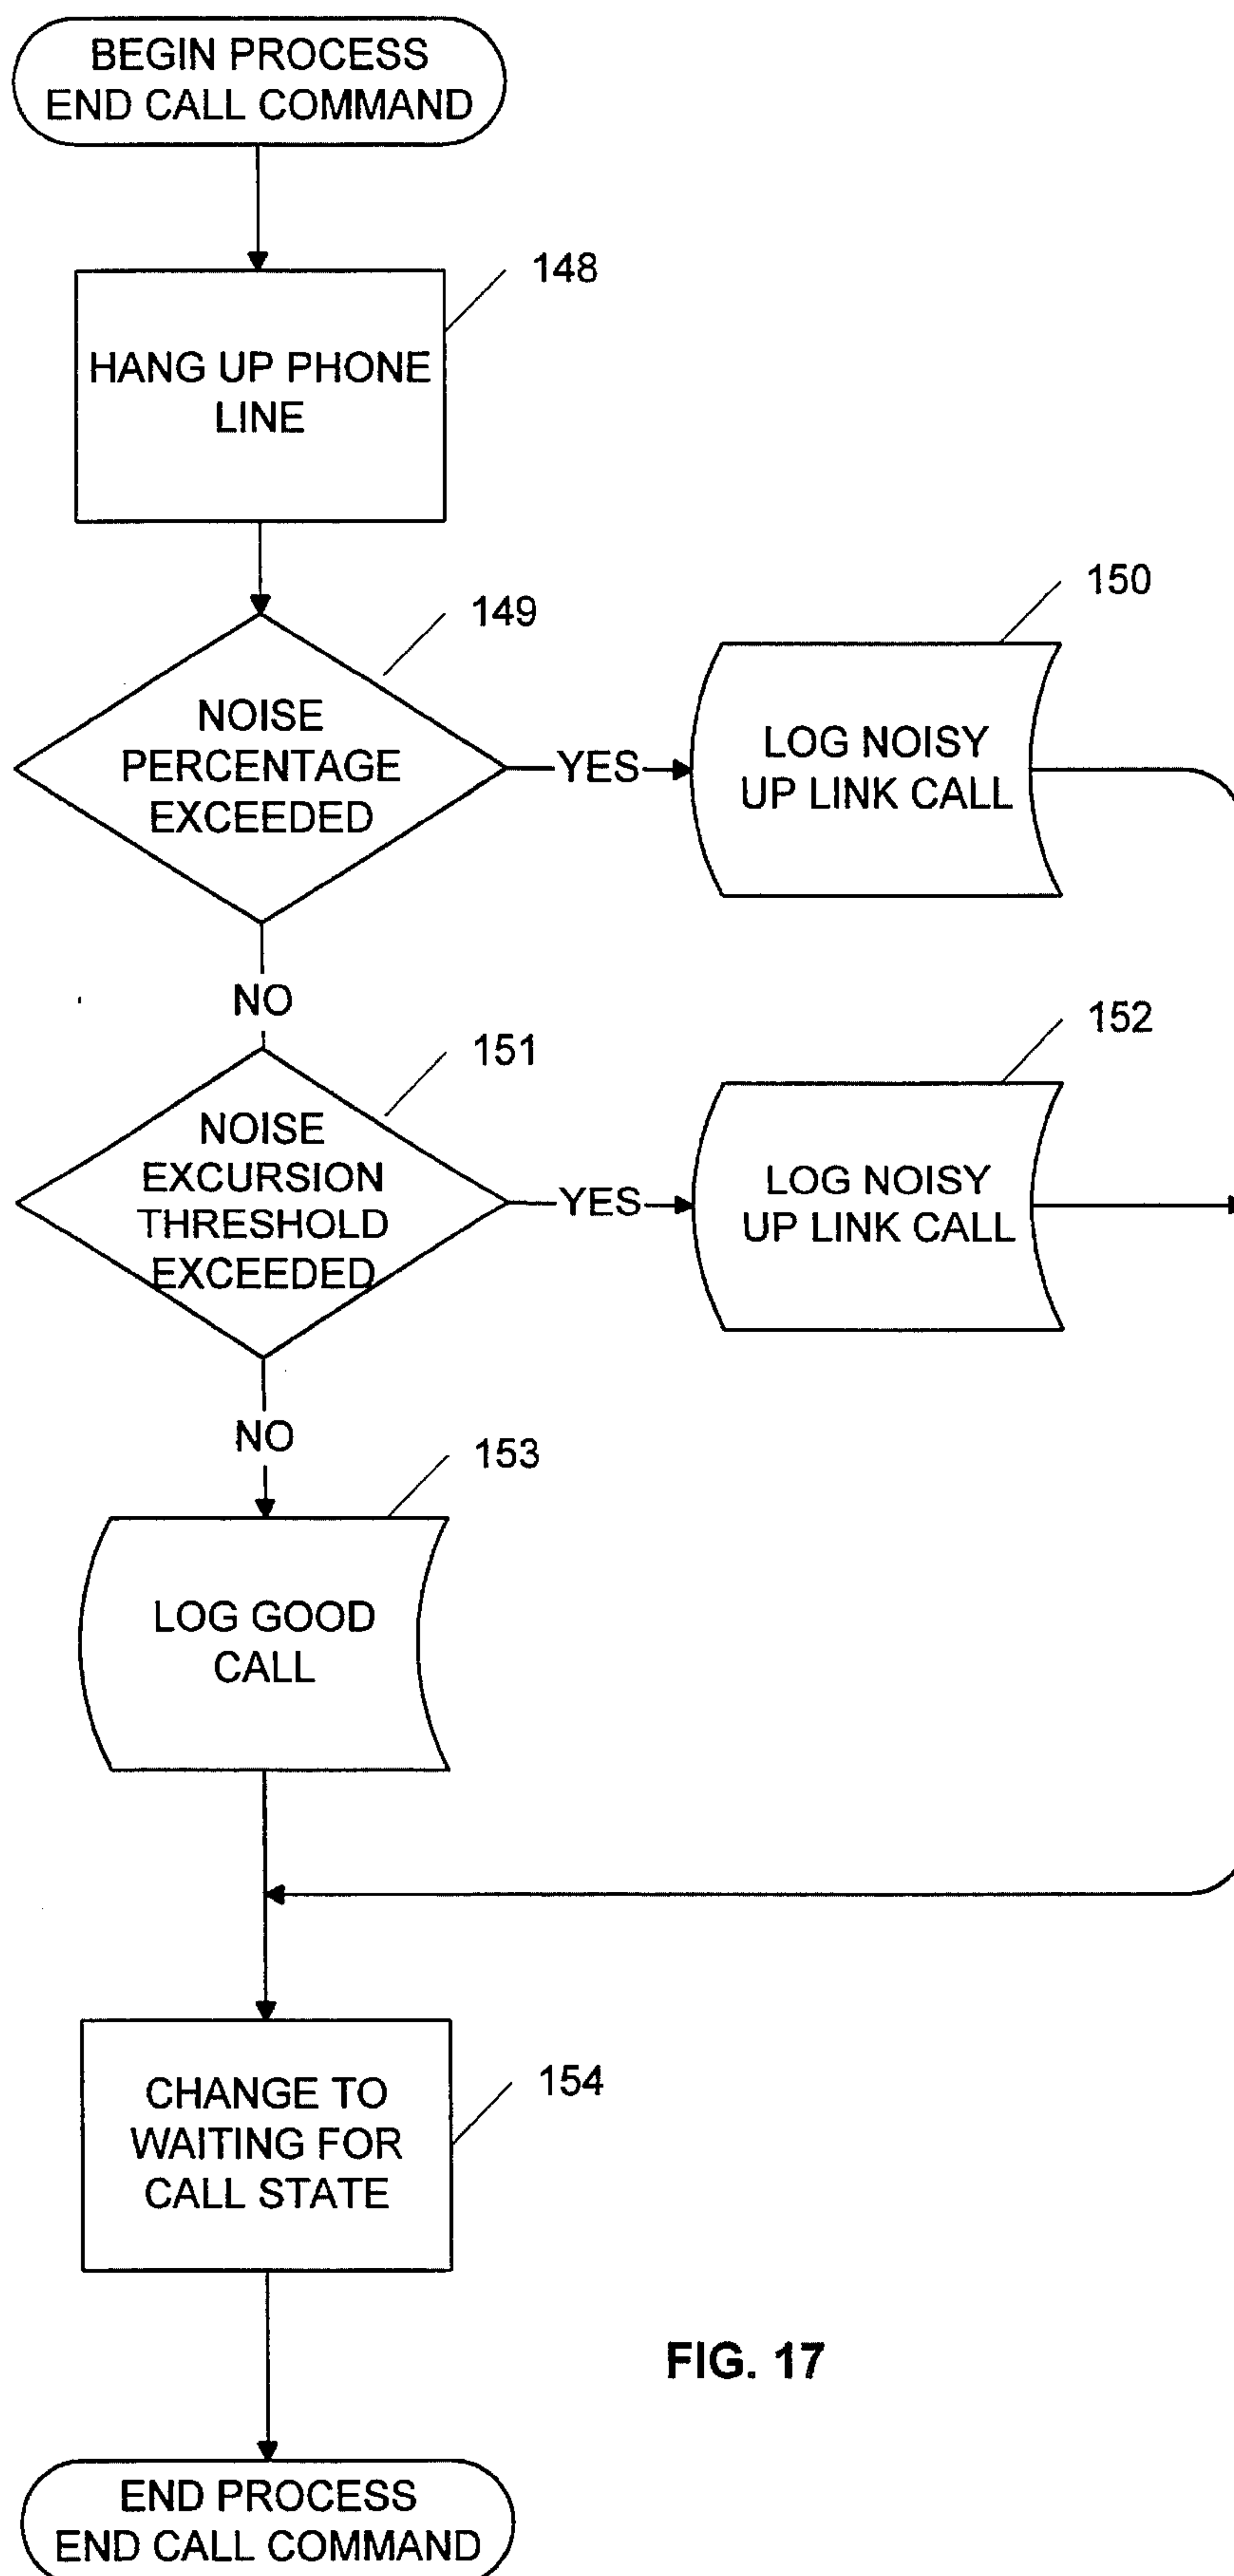 BEGIN PROCESS
END CALL COMMAND
148
HANG UP PHONE
LINE
149
NOISE
PERCENTAGE
EXCEEDED
YES
150
LOG NOISY
UP LINK CALL
NO
151
NOISE
EXCURSION
THRESHOLD
EXCEEDED
YES
152
LOG NOISY
UP LINK CALL
NO
153
LOG GOOD
CALL
154
CHANGE TO
WAITING FOR
CALL STATE
FIG. 17
END PROCESS
END CALL COMMAND